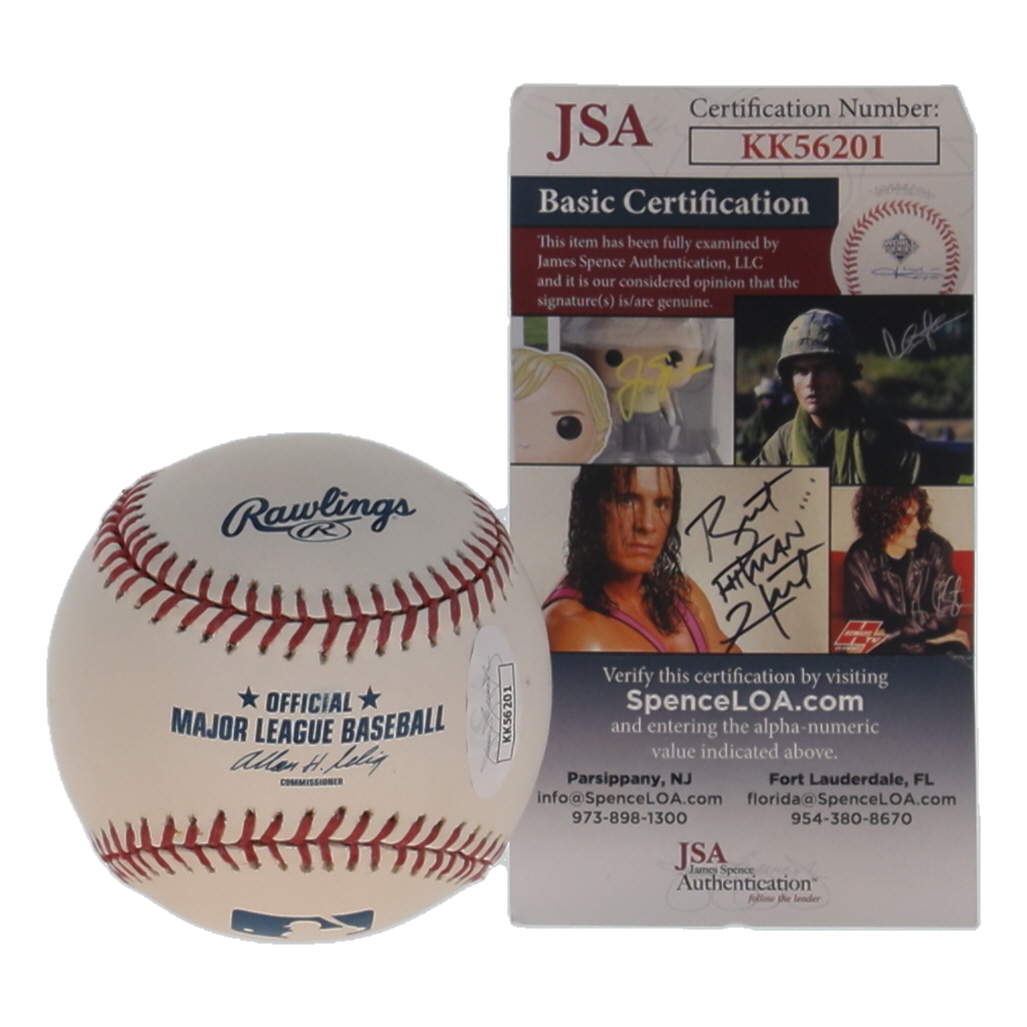 JSA
Certification Number:
KK56201
Basic Certification
This item has been fully examined by
James Spence Authentication, LLC
and it is our considered opinion that the
signature(s) is/are genuine.
Bret
HITMAN
Hart
Verify this certification by visiting
SpenceLOA.com
and entering the alpha-numeric
value indicated above.
Parsippany, NJ
info@SpenceLOA.com
973-898-1300
Fort Lauderdale, FL
florida@SpenceLOA.com
954-380-8670
JSA
James Spence
Authentication™
follow the leader
Rawlings
R
★ OFFICIAL ★
MAJOR LEAGUE BASEBALL
Allan H. Selig
COMMISSIONER
KK56201